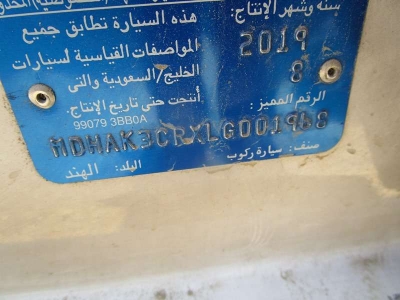 سنة وشهر الإنتاج:
2019
8
هذه السيارة تطابق جميع
المواصفات القياسية لسيارات
الخليج/السعودية والتى
أنتجت حتى تاريخ الإنتاج.
الرقم المميز:
99079 3BB0A
صنف: سيارة ركوب
البلد: الهند